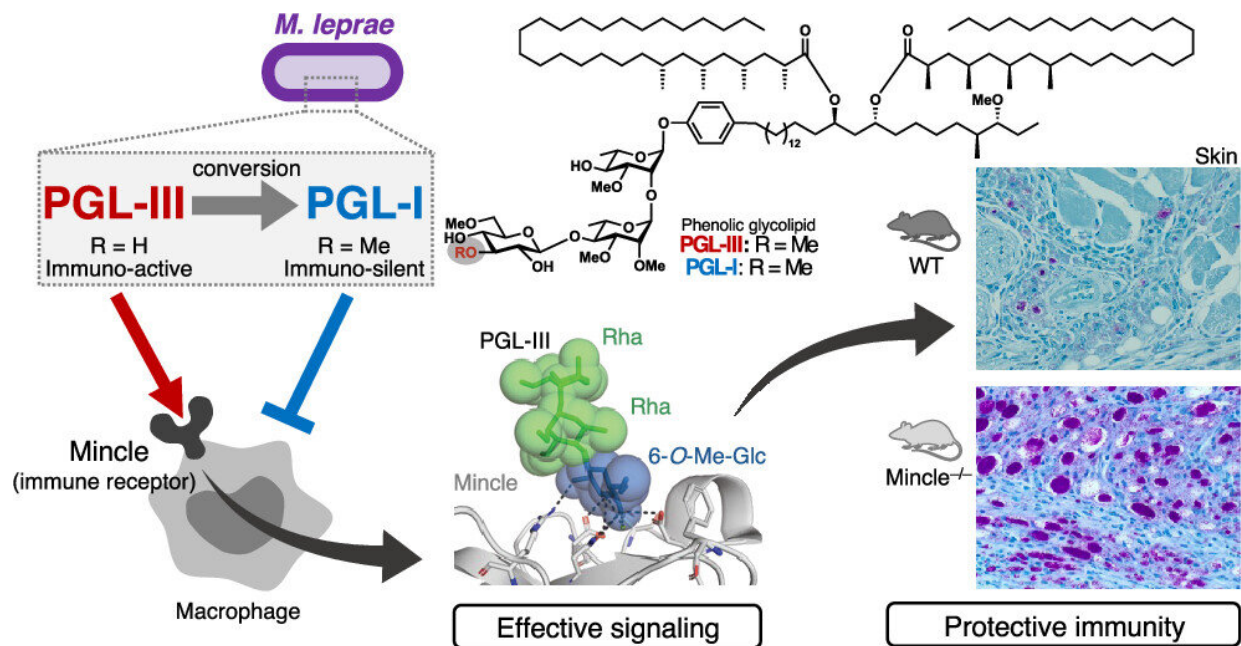 M. leprae
conversion
PGL-III
PGL-I
R = H
R = Me
Immuno-active
Immuno-silent
Mincle
(immune receptor)
Macrophage
O
O
O
O
MeO
O
12
HO
O
MeO
O
MeO
HO
RO
O
OH
O
O
MeO
OMe
O
Phenolic glycolipid
PGL-III: R = Me
PGL-I: R = Me
PGL-III
Rha
Rha
6-O-Me-Glc
Mincle
Effective signaling
Skin
WT
Mincle–/–
Protective immunity